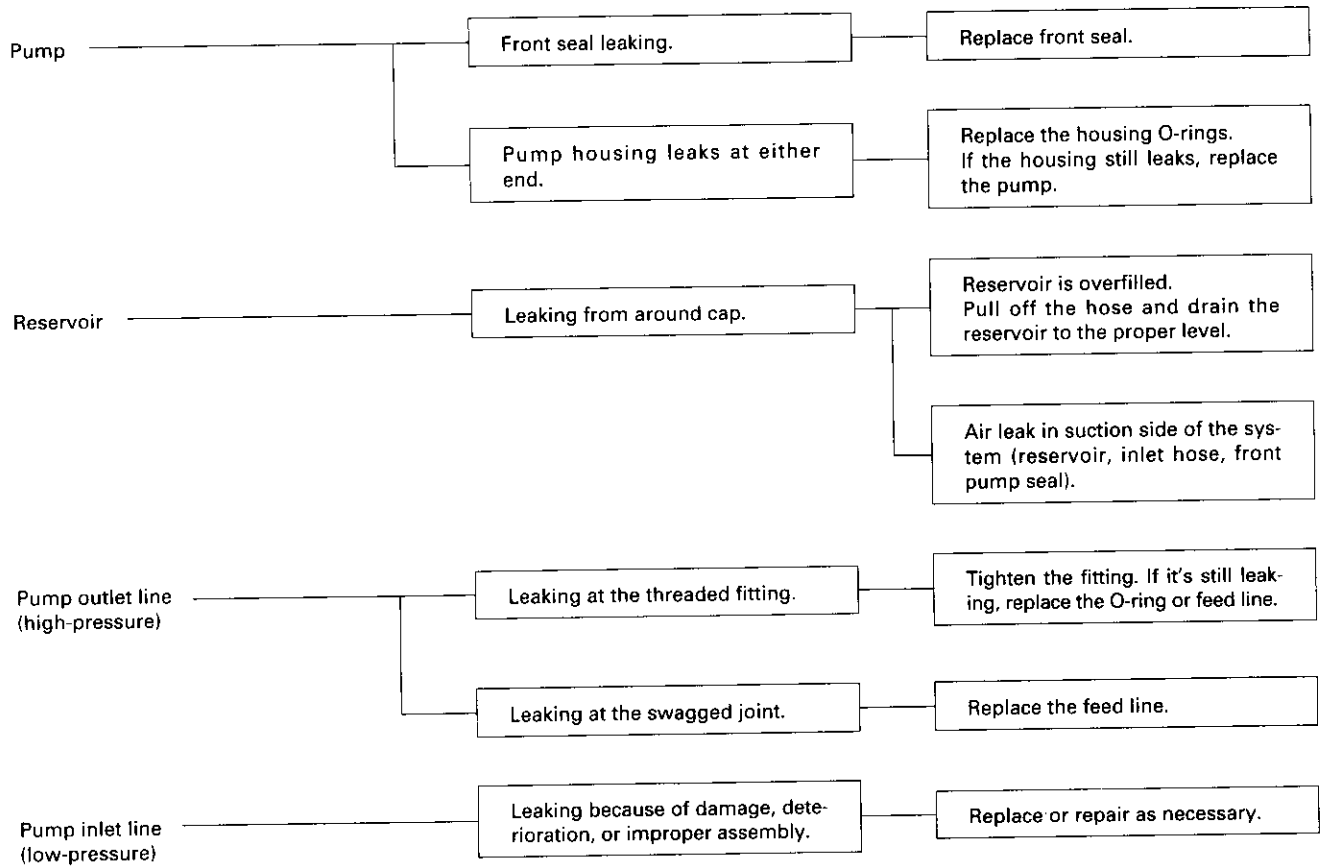 Pump
Front seal leaking.
Replace front seal.
Pump housing leaks at either
end.
Replace the housing O-rings.
If the housing still leaks, replace
the pump.
Reservoir
Leaking from around cap.
Reservoir is overfilled.
Pull off the hose and drain the
reservoir to the proper level.
Air leak in suction side of the sys-
tem (reservoir, inlet hose, front
pump seal).
Pump outlet line
(high-pressure)
Leaking at the threaded fitting.
Tighten the fitting. If it's still leak-
ing, replace the O-ring or feed line.
Leaking at the swagged joint.
Replace the feed line.
Pump inlet line
(low-pressure)
Leaking because of damage, dete-
rioration, or improper assembly.
Replace or repair as necessary.